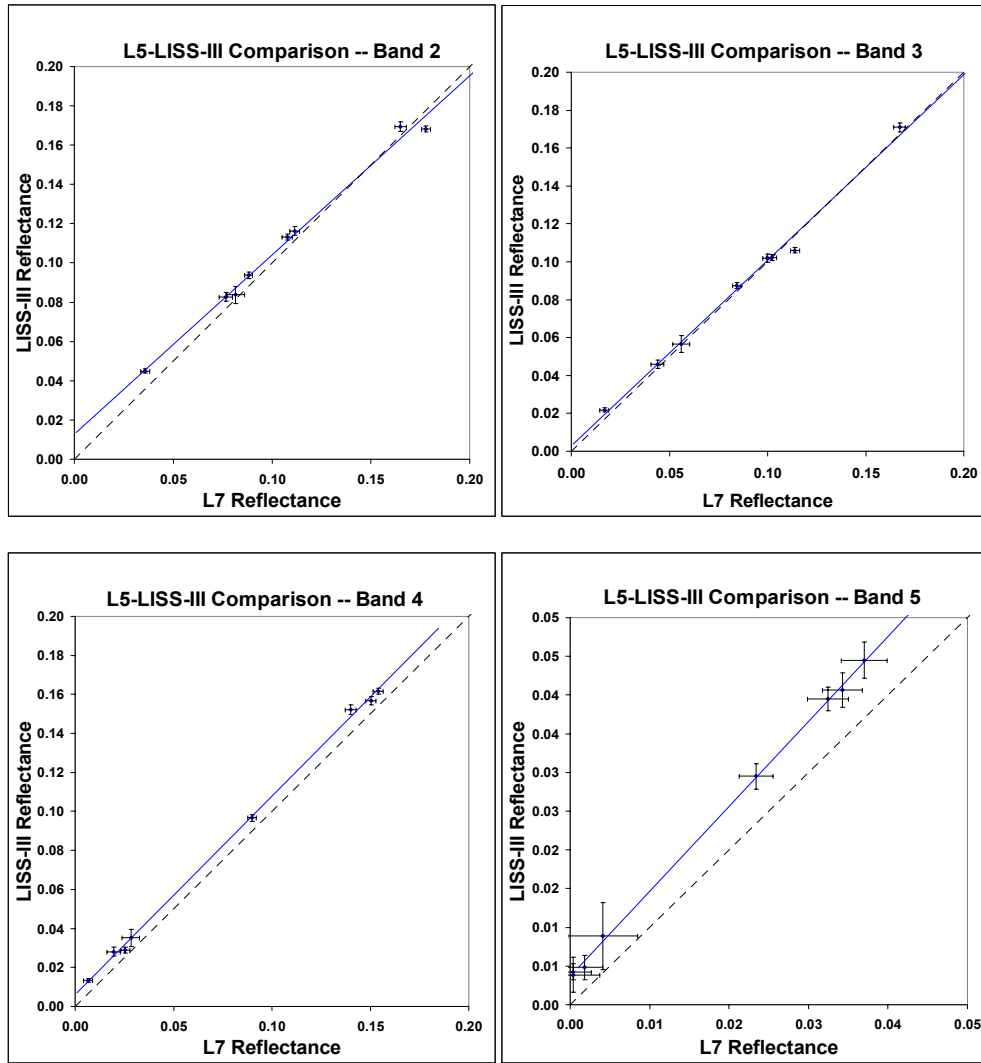 L5-LISS-III Comparison -- Band 2
0.20
0.18
0.16
0.14
0.12
0.10
0.08
0.06
0.04
0.02
0.00
LISS-III Reflectance
0.00 0.05 0.10 0.15 0.20
L7 Reflectance
L5-LISS-III Comparison -- Band 3
0.20
0.18
0.16
0.14
0.12
0.10
0.08
0.06
0.04
0.02
0.00
LISS-III Reflectance
0.00 0.05 0.10 0.15 0.20
L7 Reflectance
L5-LISS-III Comparison -- Band 4
0.20
0.18
0.16
0.14
0.12
0.10
0.08
0.06
0.04
0.02
0.00
LISS-III Reflectance
0.00 0.05 0.10 0.15 0.20
L7 Reflectance
L5-LISS-III Comparison -- Band 5
0.05
0.05
0.04
0.04
0.03
0.03
0.02
0.02
0.01
0.01
0.00
LISS-III Reflectance
0.00 0.01 0.02 0.03 0.04 0.05
L7 Reflectance